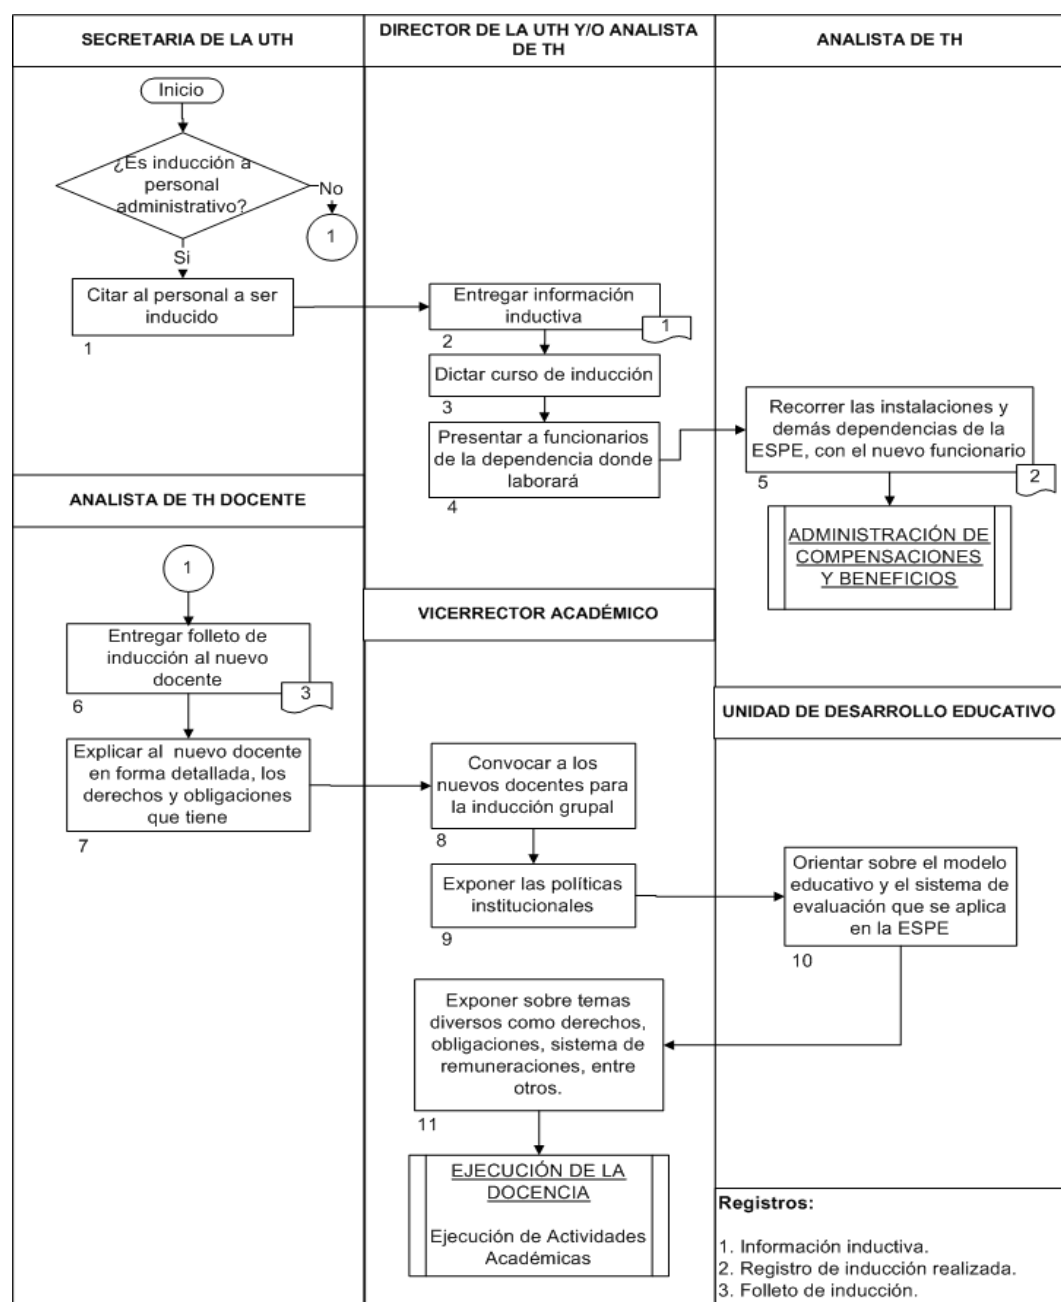 SECRETARIA DE LA UTH
DIRECTOR DE LA UTH Y/O ANALISTA
DE TH
ANALISTA DE TH
Inicio
¿Es inducción a
personal
administrativo?
No
1
Si
Citar al personal a ser
inducido
1
Entregar información
inductiva
1
2
Dictar curso de inducción
3
Presentar a funcionarios
de la dependencia donde
laborará
4
Recorrer las instalaciones y
demás dependencias de la
ESPE, con el nuevo funcionario
2
5
ADMINISTRACIÓN DE
COMPENSACIONES
Y BENEFICIOS
ANALISTA DE TH DOCENTE
1
Entregar folleto de
inducción al nuevo
docente
3
6
Explicar al nuevo docente
en forma detallada, los
derechos y obligaciones
que tiene
7
VICERRECTOR ACADÉMICO
Convocar a los
nuevos docentes para
la inducción grupal
8
Exponer las políticas
institucionales
9
UNIDAD DE DESARROLLO EDUCATIVO
Orientar sobre el modelo
educativo y el sistema de
evaluación que se aplica
en la ESPE
10
Exponer sobre temas
diversos como derechos,
obligaciones, sistema de
remuneraciones, entre
otros.
11
EJECUCIÓN DE LA
DOCENCIA
Ejecución de Actividades
Académicas
Registros:
1. Información inductiva.
2. Registro de inducción realizada.
3. Folleto de inducción.